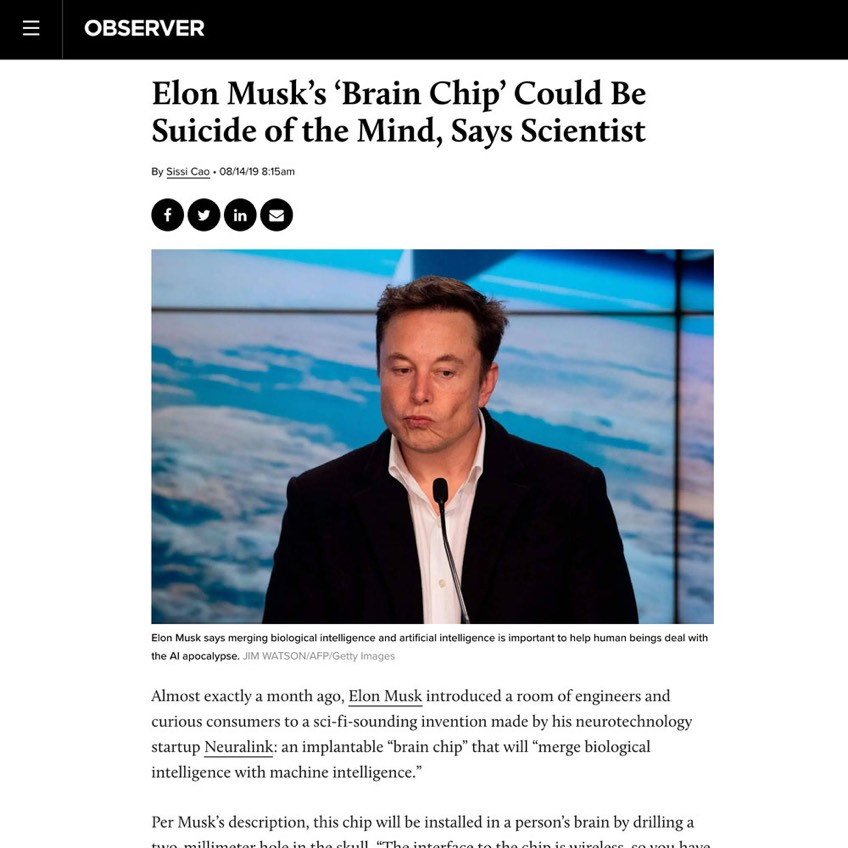 OBSERVER
Elon Musk’s ‘Brain Chip’ Could Be
Suicide of the Mind, Says Scientist
By Sissi Cao • 08/14/19 8:15am
Elon Musk says merging biological intelligence and artificial intelligence is important to help human beings deal with
the AI apocalypse. JIM WATSON/AFP/Getty Images
Almost exactly a month ago, Elon Musk introduced a room of engineers and
curious consumers to a sci-fi-sounding invention made by his neurotechnology
startup Neuralink: an implantable “brain chip” that will “merge biological
intelligence with machine intelligence.”
Per Musk’s description, this chip will be installed in a person’s brain by drilling a
two-millimeter hole in the skull. “The interface to the chip is wireless, so you have